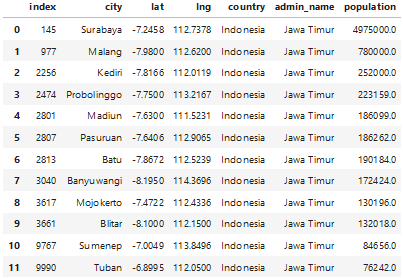 index city lat lng country admin_name population
0 145 Surabaya -7.2458 112.7378 Indonesia Jawa Timur 4975000.0
1 977 Malang -7.9800 112.6200 Indonesia Jawa Timur 780000.0
2 2256 Kediri -7.8166 112.0119 Indonesia Jawa Timur 252000.0
3 2474 Probolinggo -7.7500 113.2167 Indonesia Jawa Timur 223159.0
4 2801 Madiun -7.6300 111.5231 Indonesia Jawa Timur 186099.0
5 2807 Pasuruan -7.6406 112.9065 Indonesia Jawa Timur 186262.0
6 2813 Batu -7.8672 112.5239 Indonesia Jawa Timur 190184.0
7 3040 Banyuwangi -8.1950 114.3696 Indonesia Jawa Timur 172424.0
8 3617 Mojokerto -7.4722 112.4336 Indonesia Jawa Timur 130196.0
9 3661 Blitar -8.1000 112.1500 Indonesia Jawa Timur 132018.0
10 9767 Sumenep -7.0049 113.8496 Indonesia Jawa Timur 84656.0
11 9990 Tuban -6.8995 112.0500 Indonesia Jawa Timur 76242.0